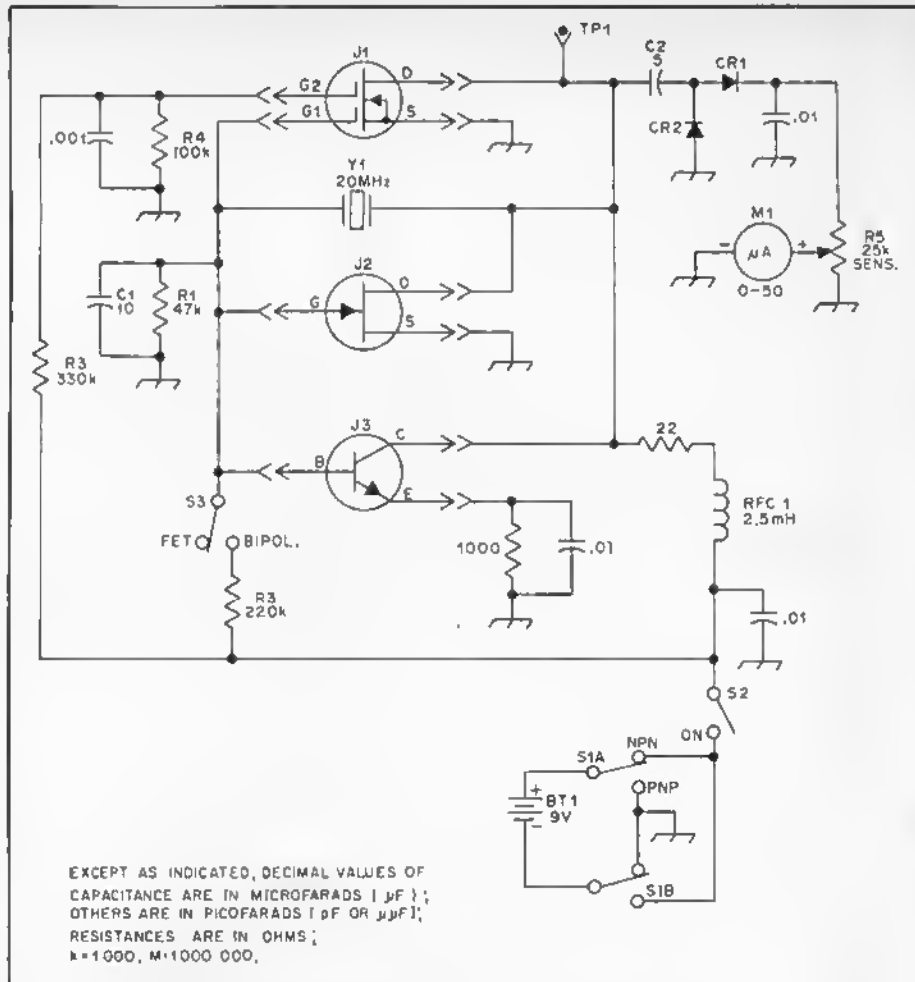 TP1
J1
C2
5
CR1
D
G2
G1
S
.001
R4
100k
CR2
.01
Y1
20MHz
M1
-
+
μA
0-50
R5
25k
SENS.
J2
D
G
S
C1
10
R1
47k
R3
330k
J3
C
B
E
22
RFC 1
2.5mH
S3
FET
BIPOL.
1000
.01
R3
220k
.01
S2
ON
NPN
S1A
PNP
+
BT1
9V
-
S1B
EXCEPT AS INDICATED, DECIMAL VALUES OF
CAPACITANCE ARE IN MICROFARADS [ μF ];
OTHERS ARE IN PICOFARADS [ pF OR μμF];
RESISTANCES ARE IN OHMS;
k=1000, M=1000 000.